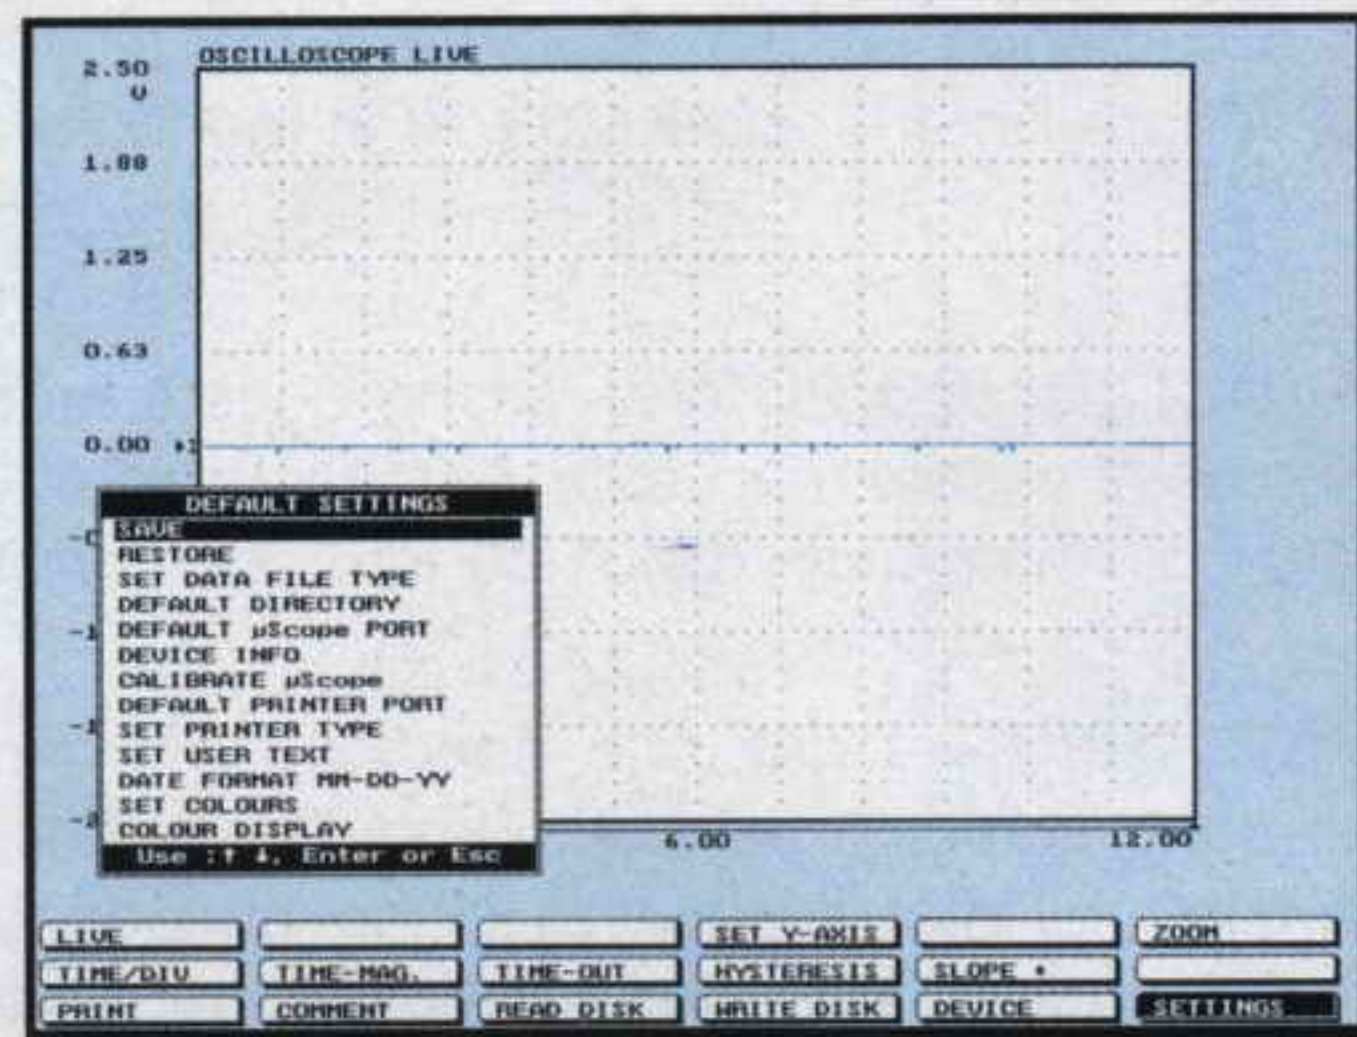 OSCILLOSCOPE LIVE
2.50
V
1.88
1.25
0.63
0.00
DEFAULT SETTINGS
SAVE
RESTORE
SET DATA FILE TYPE
DEFAULT DIRECTORY
DEFAULT µScope PORT
DEVICE INFO
CALIBRATE µScope
DEFAULT PRINTER PORT
SET PRINTER TYPE
SET USER TEXT
DATE FORMAT MM-DD-YY
SET COLOURS
COLOUR DISPLAY
Use :↑ ↓, Enter or Esc
6.00 12.00
LIVE SET Y-AXIS ZOOM
TIME/DIV TIME-MAG. TIME-OUT HYSTERESIS SLOPE +
PRINT COMMENT READ DISK WRITE DISK DEVICE SETTINGS